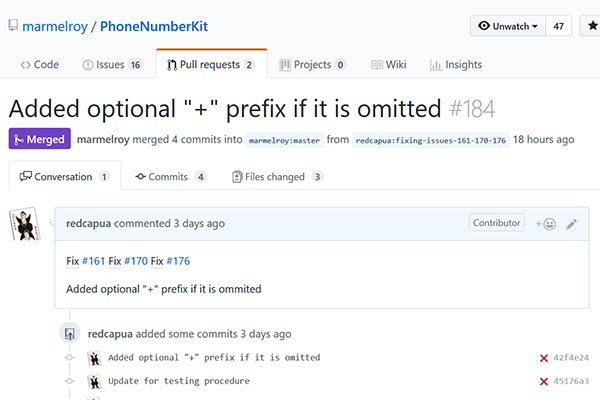 marmelroy / PhoneNumberKit
Unwatch 47
Code Issues 16 Pull requests 2 Projects 0 Wiki Insights
Added optional "+" prefix if it is omitted #184
Merged marmelroy merged 4 commits into marmelroy:master from redcapua:fixing-issues-161-170-176 18 hours ago
Conversation 1 Commits 4 Files changed 3
redcapua commented 3 days ago Contributor
Fix #161 Fix #170 Fix #176
Added optional "+" prefix if it is ommited
redcapua added some commits 3 days ago
Added optional "+" prefix if it is omitted 42f4e24
Update for testing procedure 45176a3